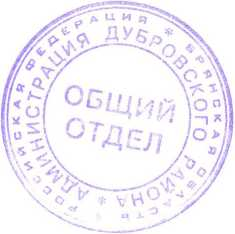 РОССИЙСКАЯ ФЕДЕРАЦИЯ * БРЯНСКАЯ ОБЛАСТЬ *
АДМИНИСТРАЦИЯ ДУБРОВСКОГО РАЙОНА *
ОБЩИЙ
ОТДЕЛ